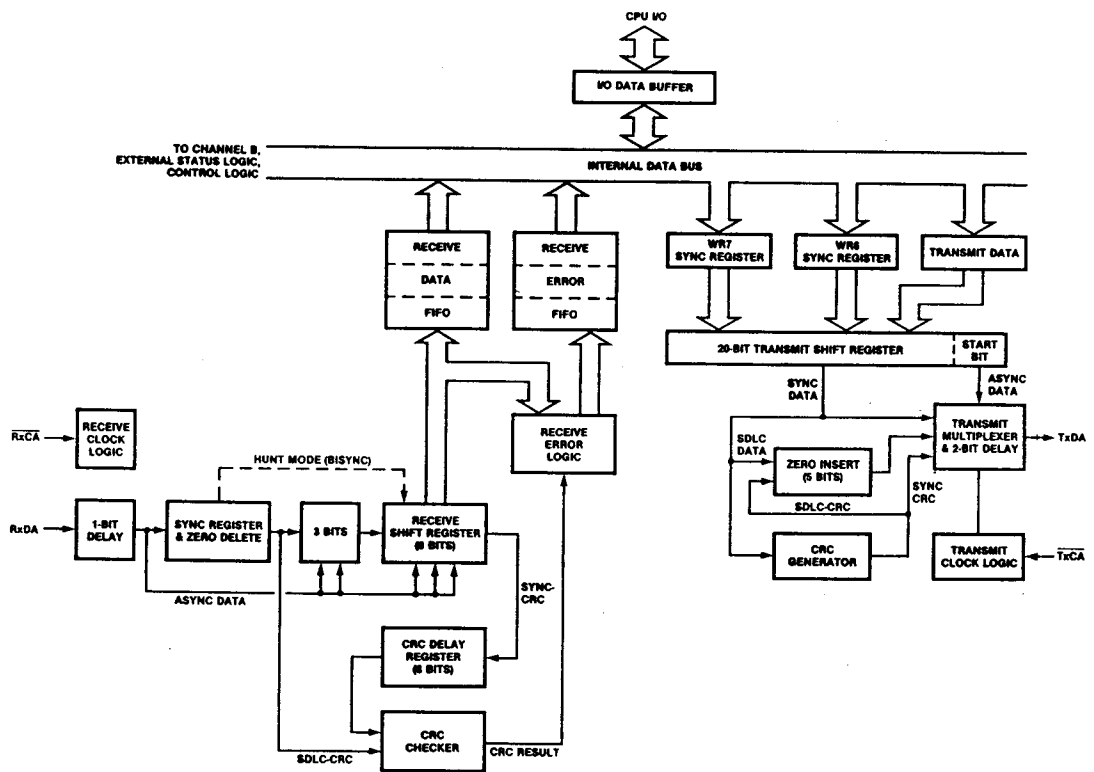 CPU I/O
I/O DATA BUFFER
TO CHANNEL B,
EXTERNAL STATUS LOGIC,
CONTROL LOGIC
INTERNAL DATA BUS
RECEIVE
DATA
FIFO
RECEIVE
ERROR
FIFO
WR7
SYNC REGISTER
WR6
SYNC REGISTER
TRANSMIT DATA
20-BIT TRANSMIT SHIFT REGISTER
START
BIT
SYNC
DATA
ASYNC
DATA
RxCA
RECEIVE
CLOCK
LOGIC
RECEIVE
ERROR
LOGIC
TRANSMIT
MULTIPLEXER
& 2-BIT DELAY
TxDA
HUNT MODE (BISYNC)
SDLC
DATA
ZERO INSERT
(5 BITS)
SYNC
CRC
SDLC-CRC
RxDA
1-BIT
DELAY
SYNC REGISTER
& ZERO DELETE
3 BITS
RECEIVE
SHIFT REGISTER
(8 BITS)
CRC
GENERATOR
TRANSMIT
CLOCK LOGIC
TxCA
ASYNC DATA
SYNC-
CRC
CRC DELAY
REGISTER
(8 BITS)
CRC
CHECKER
SDLC-CRC
CRC RESULT